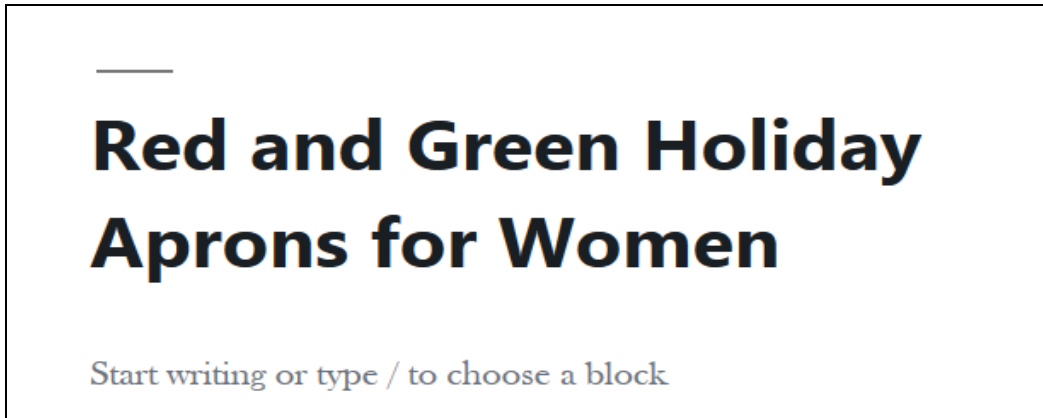 Red and Green Holiday
Aprons for Women
Start writing or type / to choose a block